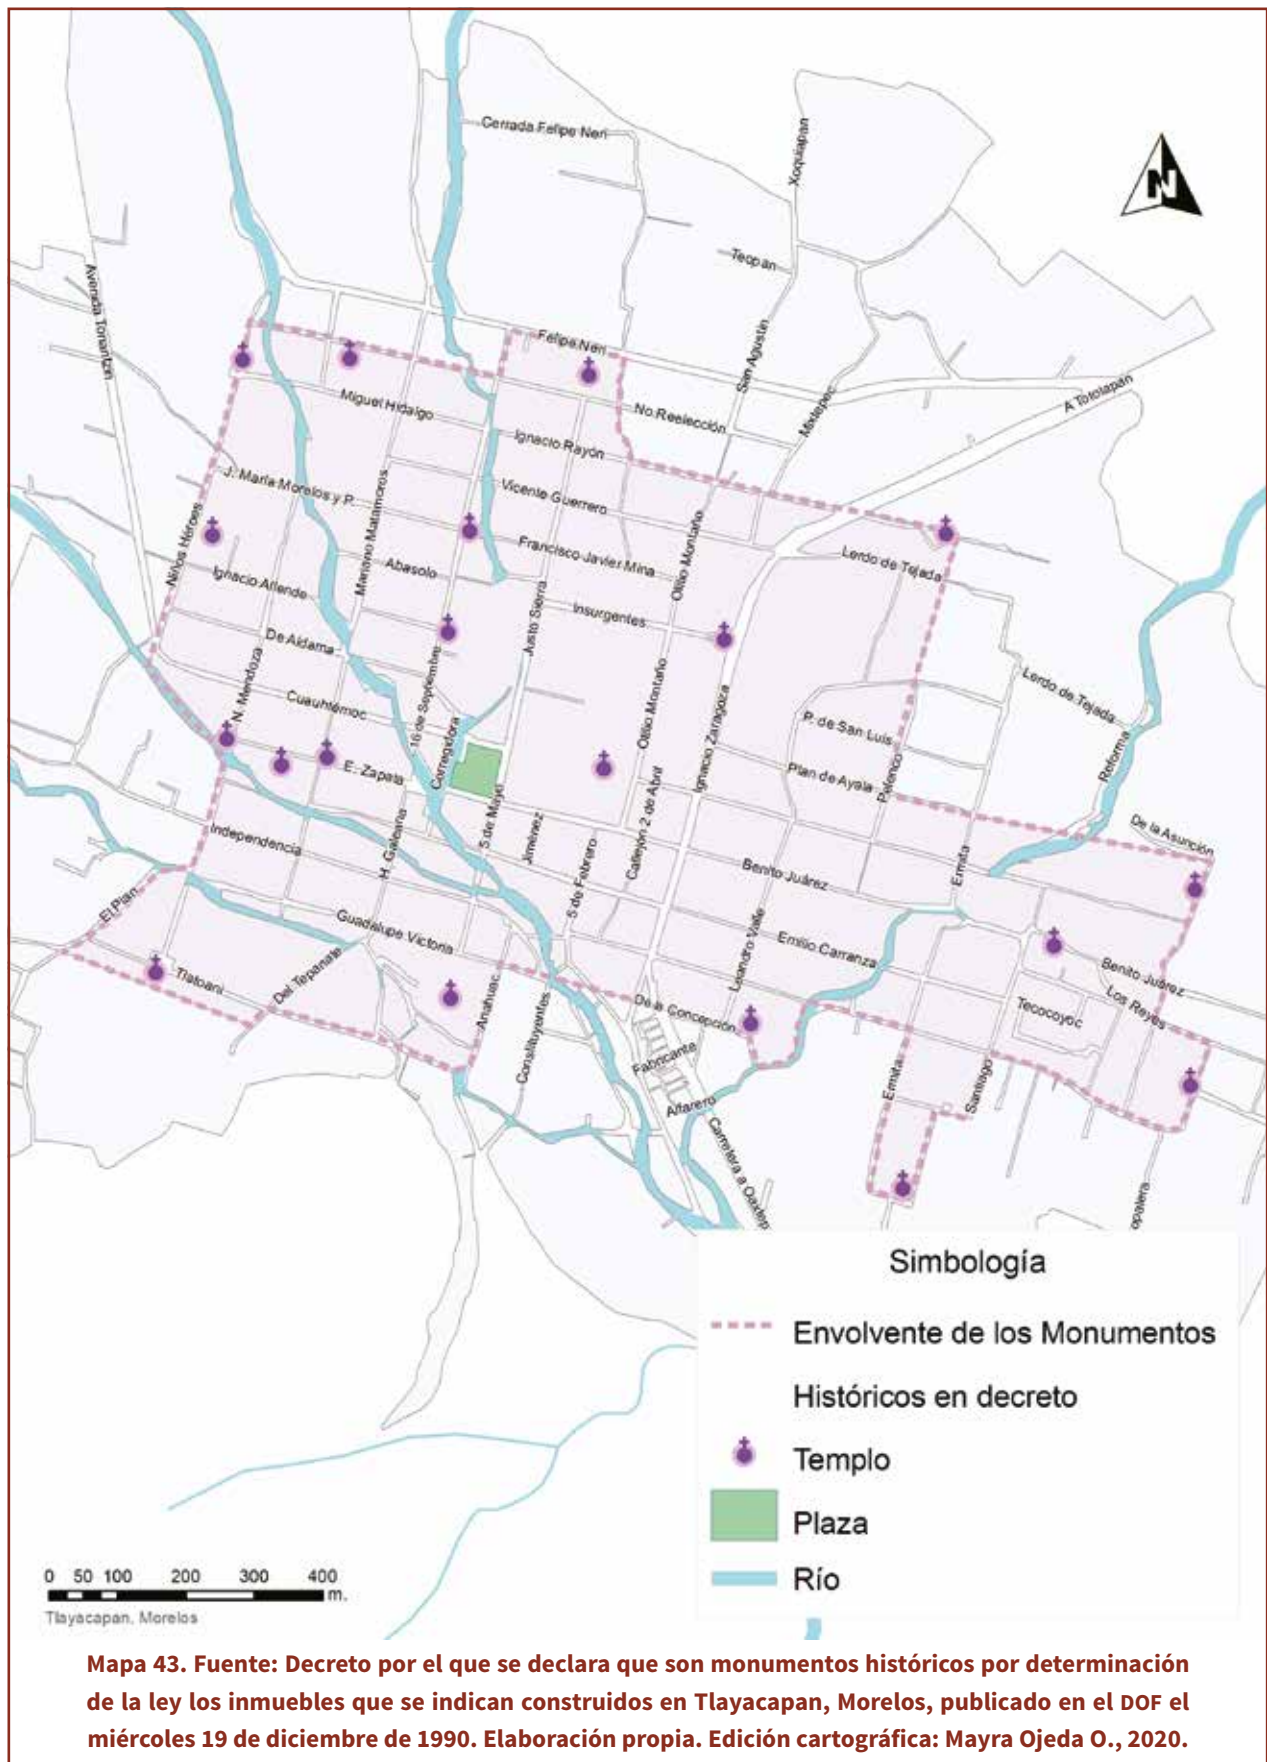 Cerrada Felipe Neri
Xoquiapan
N
Teopan
Avenida Tonantzin
Felipe Neri
San Agustin
Mixtepec
A Totolapan
Miguel Hidalgo
No Reelección
Ignacio Rayón
J. María Morelos y P.
Vicente Guerrero
Mariano Matamoros
Niños Héroes
Francisco Javier Mina
Otilio Montaño
Lerdo de Tejada
Abasolo
Ignacio Allende
Justo Sierra
Insurgentes
De Aldama
N. Mendoza
16 de Septiembre
Otilio Montaño
Lerdo de Tejada
Cuauhtémoc
Corregidora
Ignacio Zaragoza
P. de San Luis
Reforma
E. Zapata
Plan de Ayala
Palenco
5 de Mayo
Callejón 2 de Abril
Independencia
H. Galeana
Jiménez
De la Asunción
Benito Juárez
Ermita
5 de Febrero
El Plan
Guadalupe Victoria
Leandro Valle
Emilio Carranza
Benito Juárez
Tlatoani
Del Tepanate
Anahuac
Los Reyes
De la Concepción
Tecocoyoc
Constituyentes
Fabricante
Ermita
Santiago
Alfarero
Carretera a Oaxtep
opalera
Simbología
Envolvente de los Monumentos
Históricos en decreto
Templo
Plaza
Río
0 50 100 200 300 400
m.
Tlayacapan, Morelos
Mapa 43. Fuente: Decreto por el que se declara que son monumentos históricos por determinación
de la ley los inmuebles que se indican construidos en Tlayacapan, Morelos, publicado en el DOF el
miércoles 19 de diciembre de 1990. Elaboración propia. Edición cartográfica: Mayra Ojeda O., 2020.